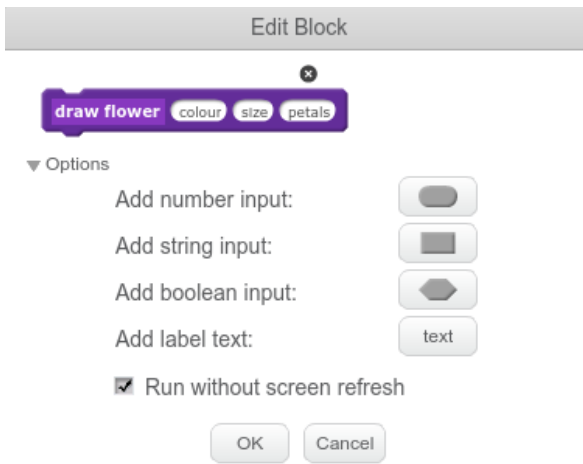 Edit Block
draw flower colour size petals
Options
Add number input:
Add string input:
Add boolean input:
Add label text: text
Run without screen refresh
OK Cancel